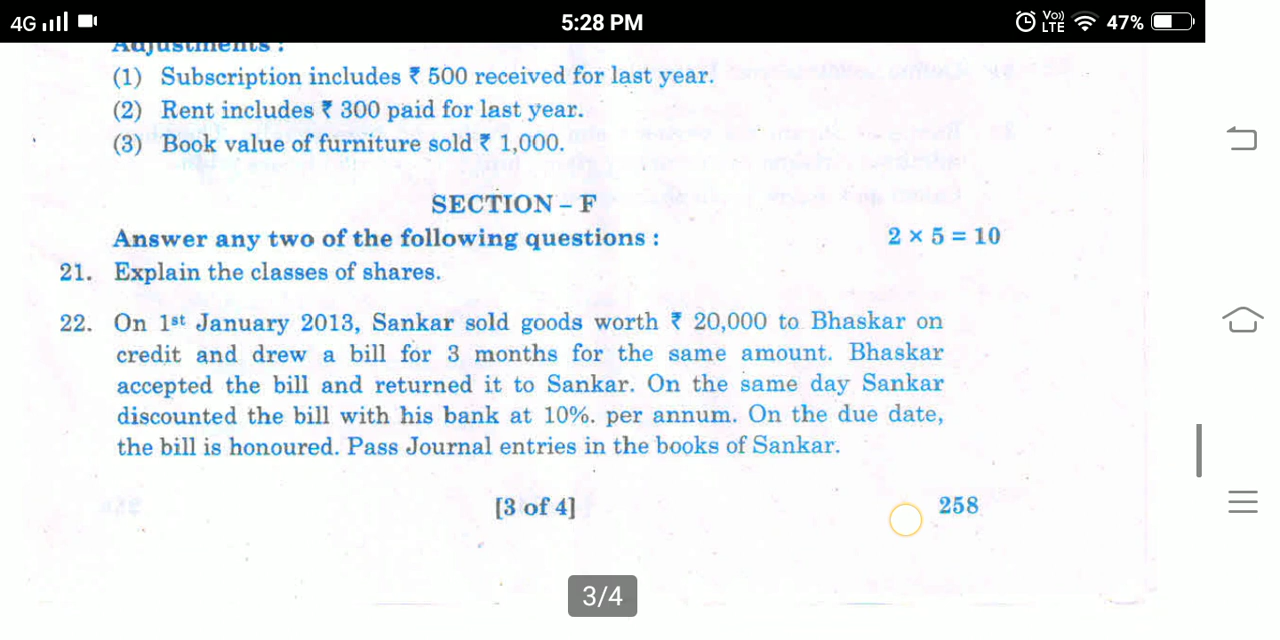 4G 5:28 PM Vo)) LTE 47%
Adjustments :
(1) Subscription includes ₹ 500 received for last year.
(2) Rent includes ₹ 300 paid for last year.
(3) Book value of furniture sold ₹ 1,000.
SECTION – F
Answer any two of the following questions : 2 × 5 = 10
21. Explain the classes of shares.
22. On 1st January 2013, Sankar sold goods worth ₹ 20,000 to Bhaskar on
credit and drew a bill for 3 months for the same amount. Bhaskar
accepted the bill and returned it to Sankar. On the same day Sankar
discounted the bill with his bank at 10%. per annum. On the due date,
the bill is honoured. Pass Journal entries in the books of Sankar.
[3 of 4] 258
3/4